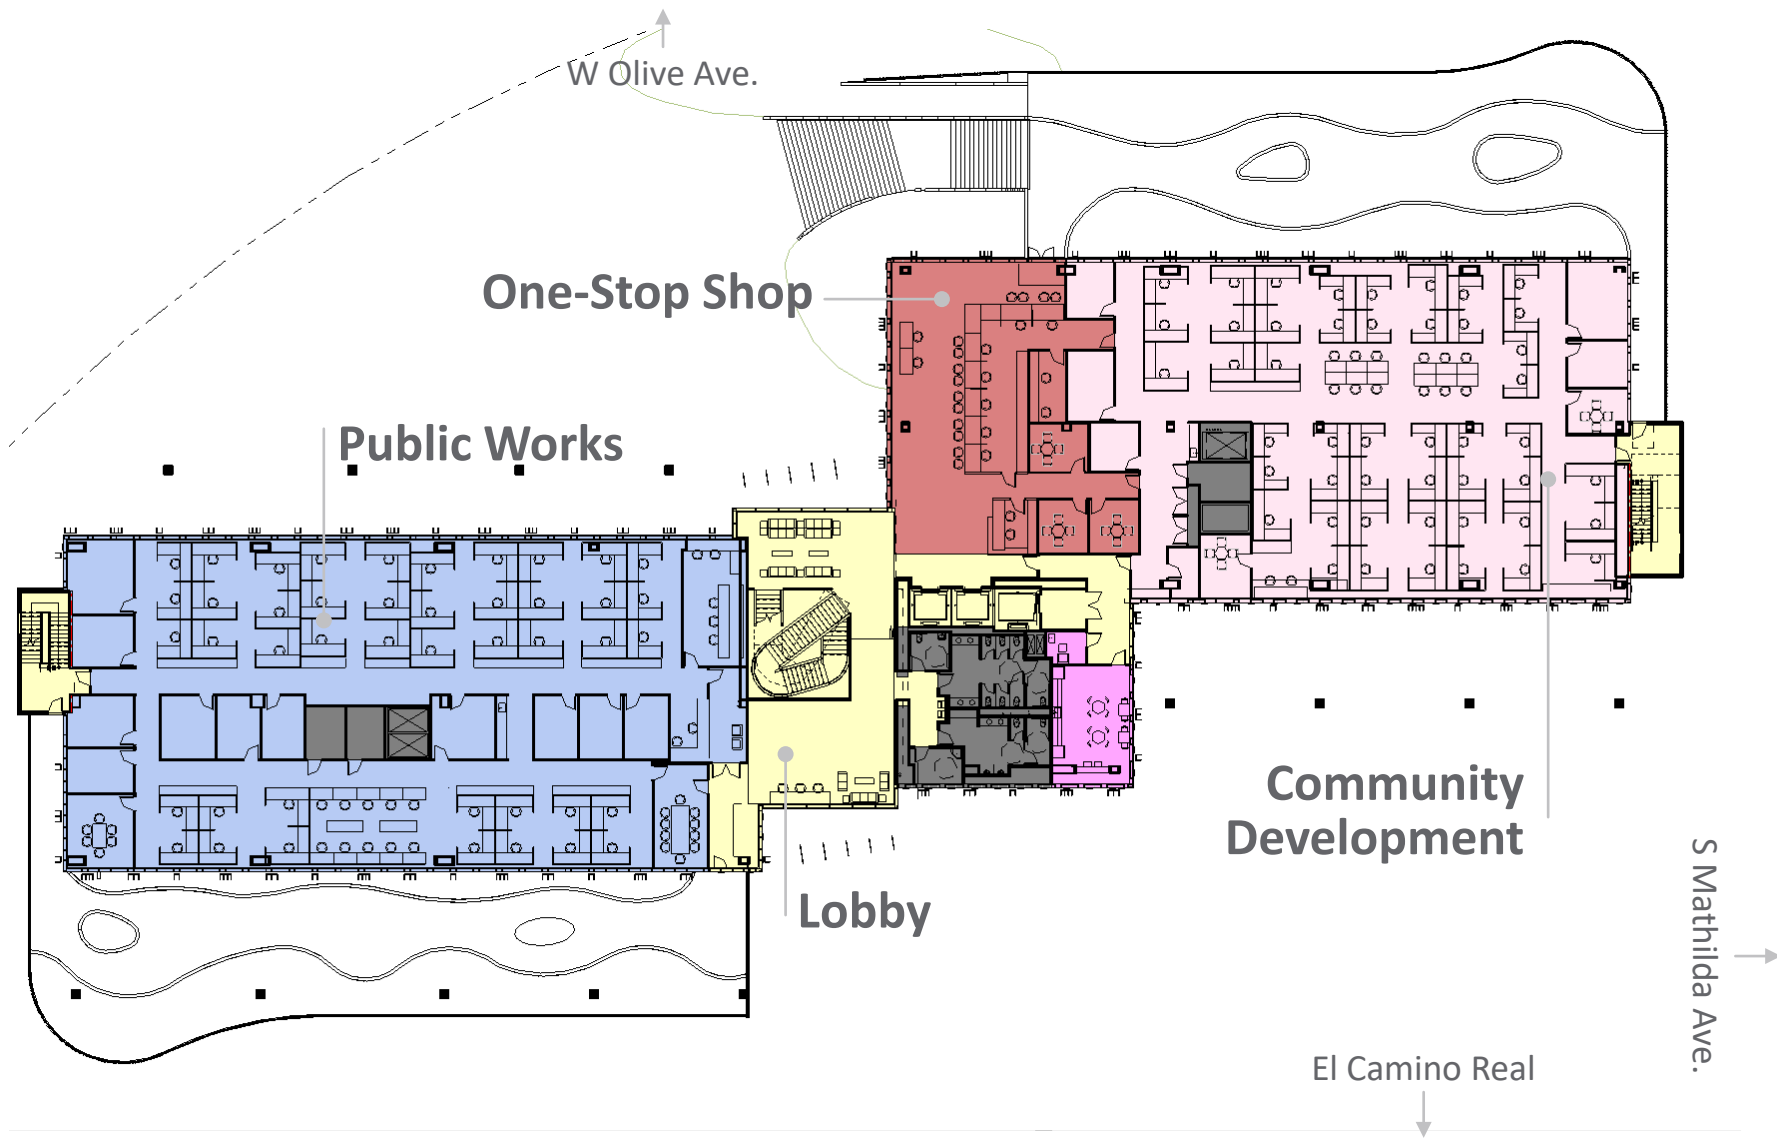 W Olive Ave.
One-Stop Shop
Public Works
Community
Development
Lobby
S Mathilda Ave.
El Camino Real